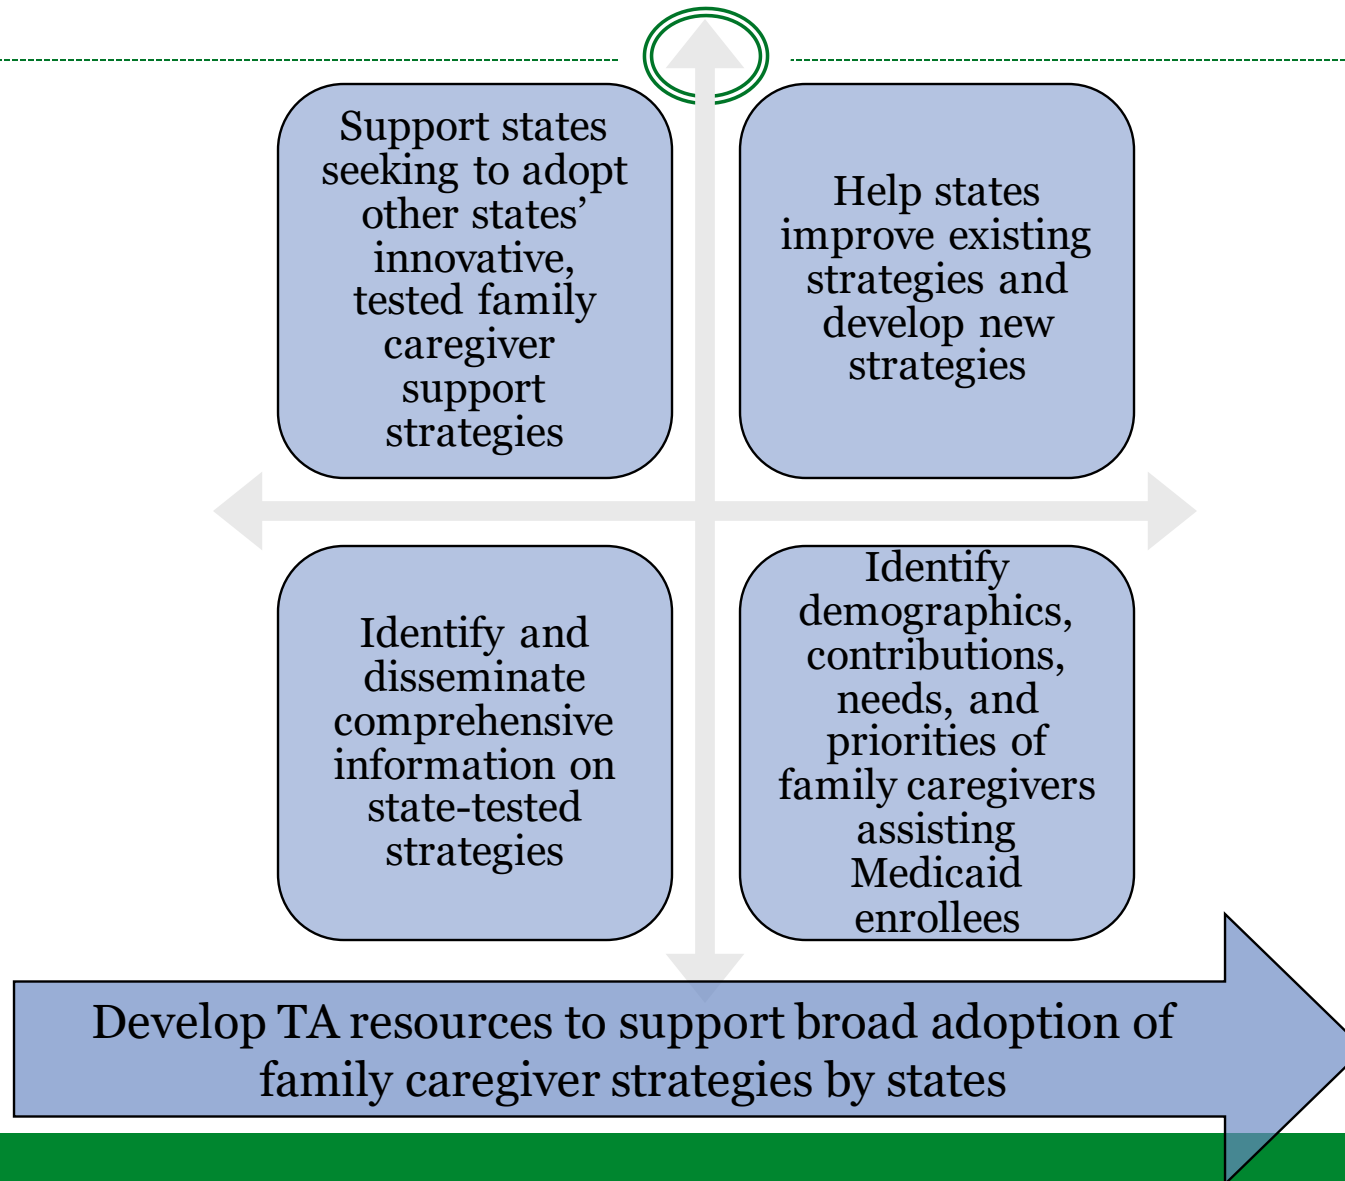 Support states
seeking to adopt
other states’
innovative,
tested family
caregiver
support
strategies
Help states
improve existing
strategies and
develop new
strategies
Identify and
disseminate
comprehensive
information on
state-tested
strategies
Identify
demographics,
contributions,
needs, and
priorities of
family caregivers
assisting
Medicaid
enrollees
Develop TA resources to support broad adoption of
family caregiver strategies by states